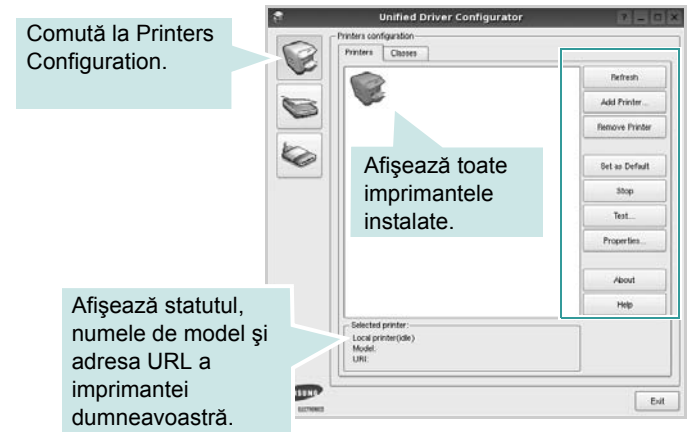 Unified Driver Configurator
Comută la Printers
Configuration.
Printers configuration
Printers
Classes
Refresh
Add Printer...
Remove Printer
Set as Default
Stop
Test...
Properties...
About
Help
Afişează toate
imprimantele
instalate.
Afişează statutul,
numele de model şi
adresa URL a
imprimantei
dumneavoastră.
Selected printer:
Local printer(idle)
Model:
URI:
ELECTRONICS
Exit